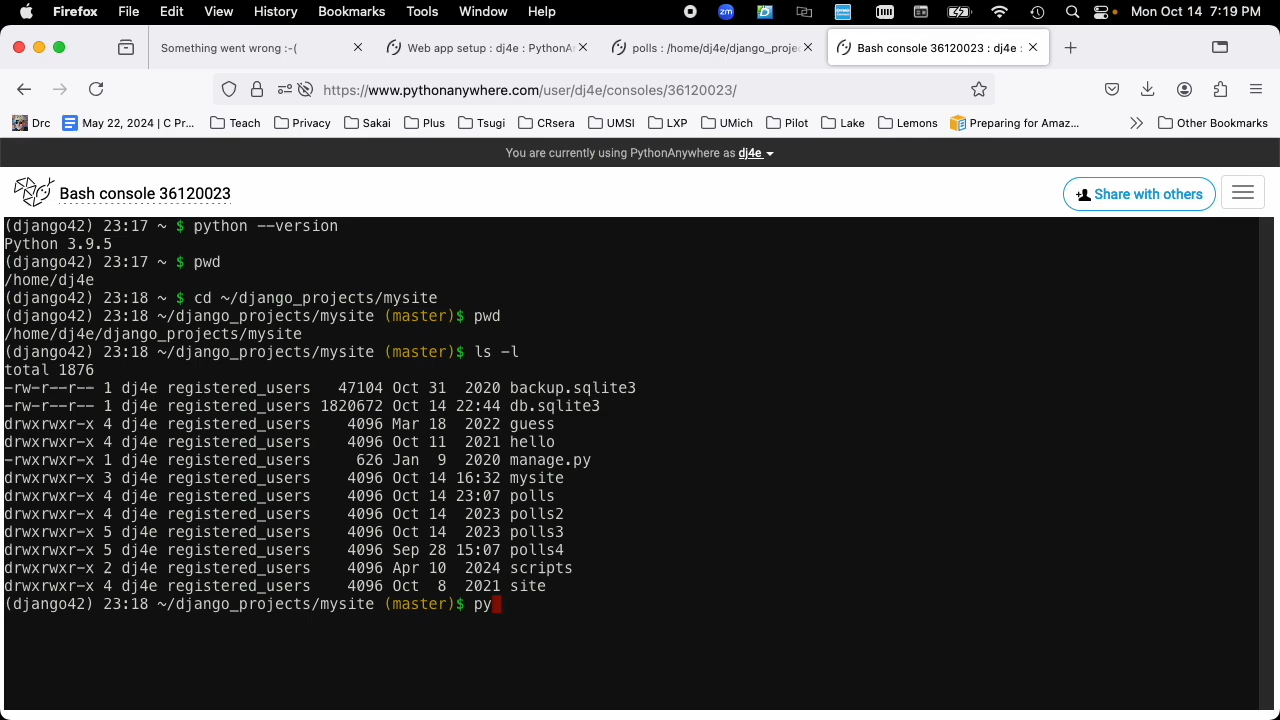 Firefox File Edit View History Bookmarks Tools Window Help Mon Oct 14 7:19 PM
Something went wrong :-( Web app setup : dj4e : PythonA polls : /home/dj4e/django_proje Bash console 36120023 : dj4e :
https://www.pythonanywhere.com/user/dj4e/consoles/36120023/
Drc May 22, 2024 | C Pr... Teach Privacy Sakai Plus Tsugi CRsera UMSI LXP UMich Pilot Lake Lemons Preparing for Amaz... Other Bookmarks
You are currently using PythonAnywhere as dj4e
Bash console 36120023 Share with others
(django42) 23:17 ~ $ python --version
Python 3.9.5
(django42) 23:17 ~ $ pwd
/home/dj4e
(django42) 23:18 ~ $ cd ~/django_projects/mysite
(django42) 23:18 ~/django_projects/mysite (master)$ pwd
/home/dj4e/django_projects/mysite
(django42) 23:18 ~/django_projects/mysite (master)$ ls -l
total 1876
-rw-r--r-- 1 dj4e registered_users   47104 Oct 31  2020 backup.sqlite3
-rw-r--r-- 1 dj4e registered_users 1820672 Oct 14 22:44 db.sqlite3
drwxrwxr-x 4 dj4e registered_users    4096 Mar 18  2022 guess
drwxrwxr-x 4 dj4e registered_users    4096 Oct 11  2021 hello
-rwxrwxr-x 1 dj4e registered_users     626 Jan  9  2020 manage.py
drwxrwxr-x 3 dj4e registered_users    4096 Oct 14 16:32 mysite
drwxrwxr-x 4 dj4e registered_users    4096 Oct 14 23:07 polls
drwxrwxr-x 4 dj4e registered_users    4096 Oct 14  2023 polls2
drwxrwxr-x 5 dj4e registered_users    4096 Oct 14  2023 polls3
drwxrwxr-x 5 dj4e registered_users    4096 Sep 28 15:07 polls4
drwxrwxr-x 2 dj4e registered_users    4096 Apr 10  2024 scripts
drwxrwxr-x 4 dj4e registered_users    4096 Oct  8  2021 site
(django42) 23:18 ~/django_projects/mysite (master)$ py